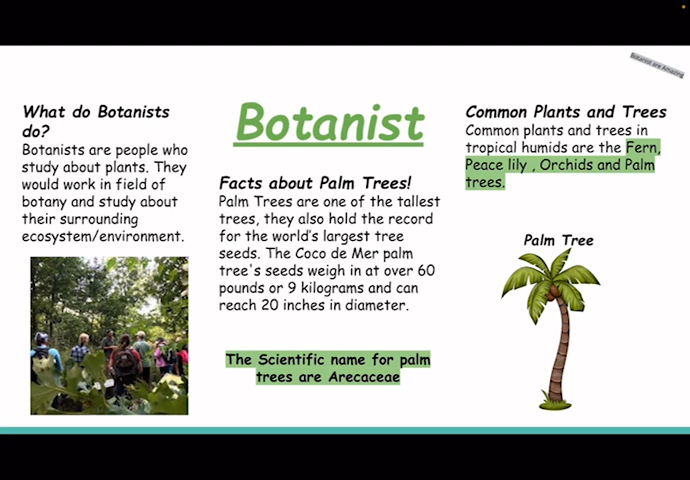 Botanist are Amazing
What do Botanists
do?
Botanists are people who
study about plants. They
would work in field of
botany and study about
their surrounding
ecosystem/environment.
Botanist
Facts about Palm Trees!
Palm Trees are one of the tallest
trees, they also hold the record
for the world's largest tree
seeds. The Coco de Mer palm
tree's seeds weigh in at over 60
pounds or 9 kilograms and can
reach 20 inches in diameter.
The Scientific name for palm
trees are Arecaceae
Common Plants and Trees
Common plants and trees in
tropical humids are the Fern,
Peace lily , Orchids and Palm
trees.
Palm Tree